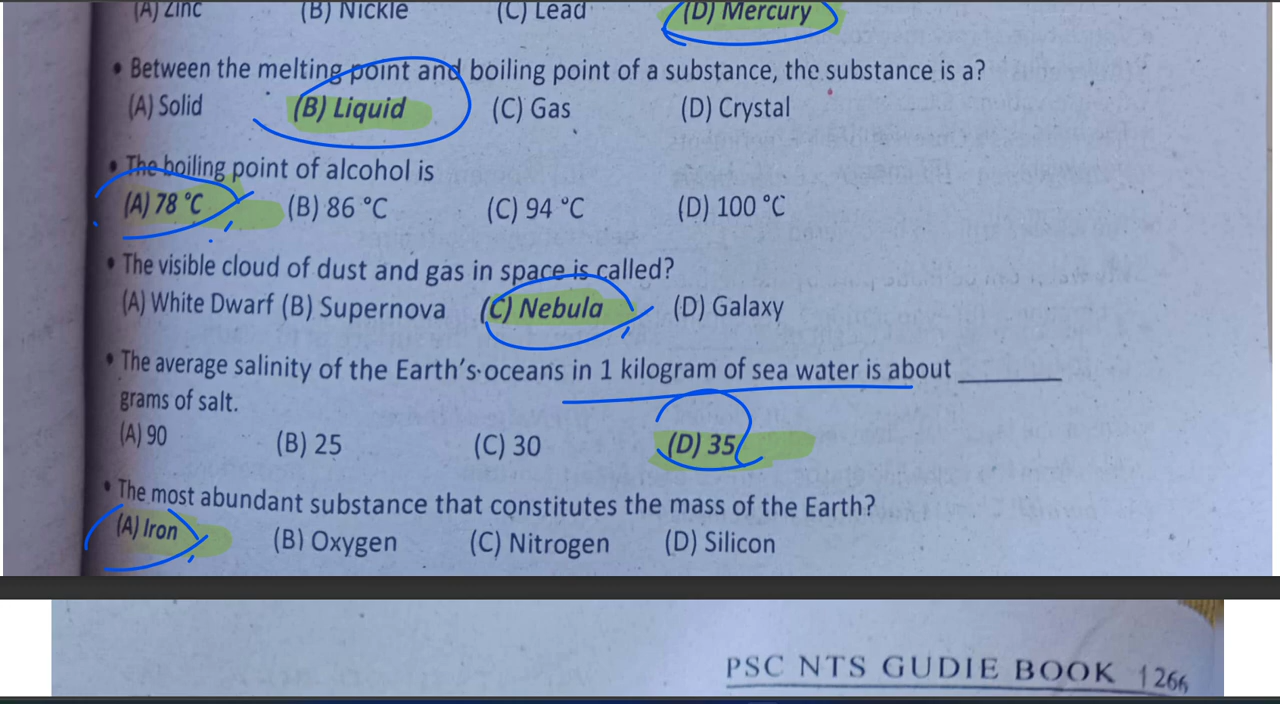 (A) Zinc (B) Nickle (C) Lead (D) Mercury
• Between the melting point and boiling point of a substance, the substance is a?
(A) Solid (B) Liquid (C) Gas (D) Crystal
• The boiling point of alcohol is
(A) 78 °C (B) 86 °C (C) 94 °C (D) 100 °C
• The visible cloud of dust and gas in space is called?
(A) White Dwarf (B) Supernova (C) Nebula (D) Galaxy
• The average salinity of the Earth's oceans in 1 kilogram of sea water is about ________
grams of salt.
(A) 90 (B) 25 (C) 30 (D) 35
• The most abundant substance that constitutes the mass of the Earth?
(A) Iron (B) Oxygen (C) Nitrogen (D) Silicon
PSC NTS GUDIE BOOK 1266